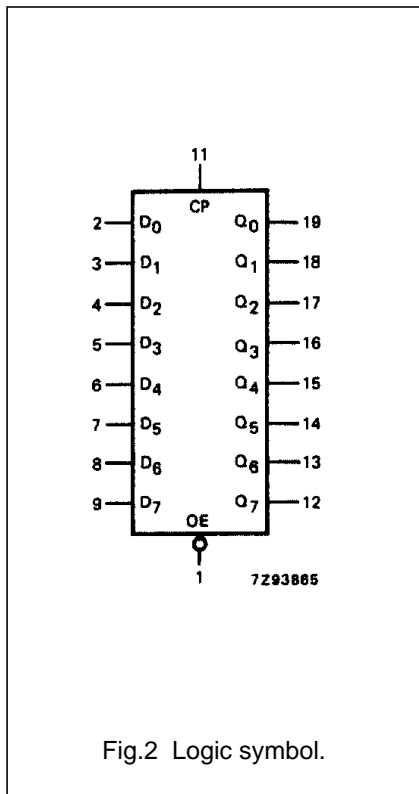 11
CP
2 D0 Q0 19
3 D1 Q1 18
4 D2 Q2 17
5 D3 Q3 16
6 D4 Q4 15
7 D5 Q5 14
8 D6 Q6 13
9 D7 Q7 12
OE
1
7Z93865
Fig.2 Logic symbol.